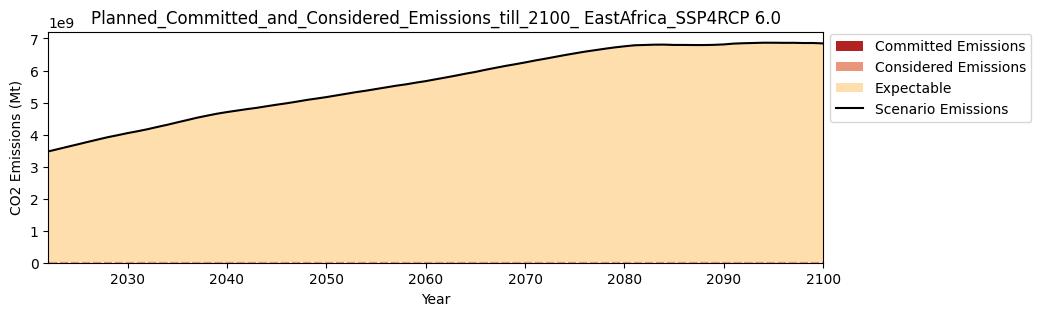 Planned_Committed_and_Considered_Emissions_till_2100_ EastAfrica_SSP4RCP 6.0
1e9
7
6
5
4
3
2
1
0
CO2 Emissions (Mt)
2030 2040 2050 2060 2070 2080 2090 2100
Year
Committed Emissions
Considered Emissions
Expectable
Scenario Emissions